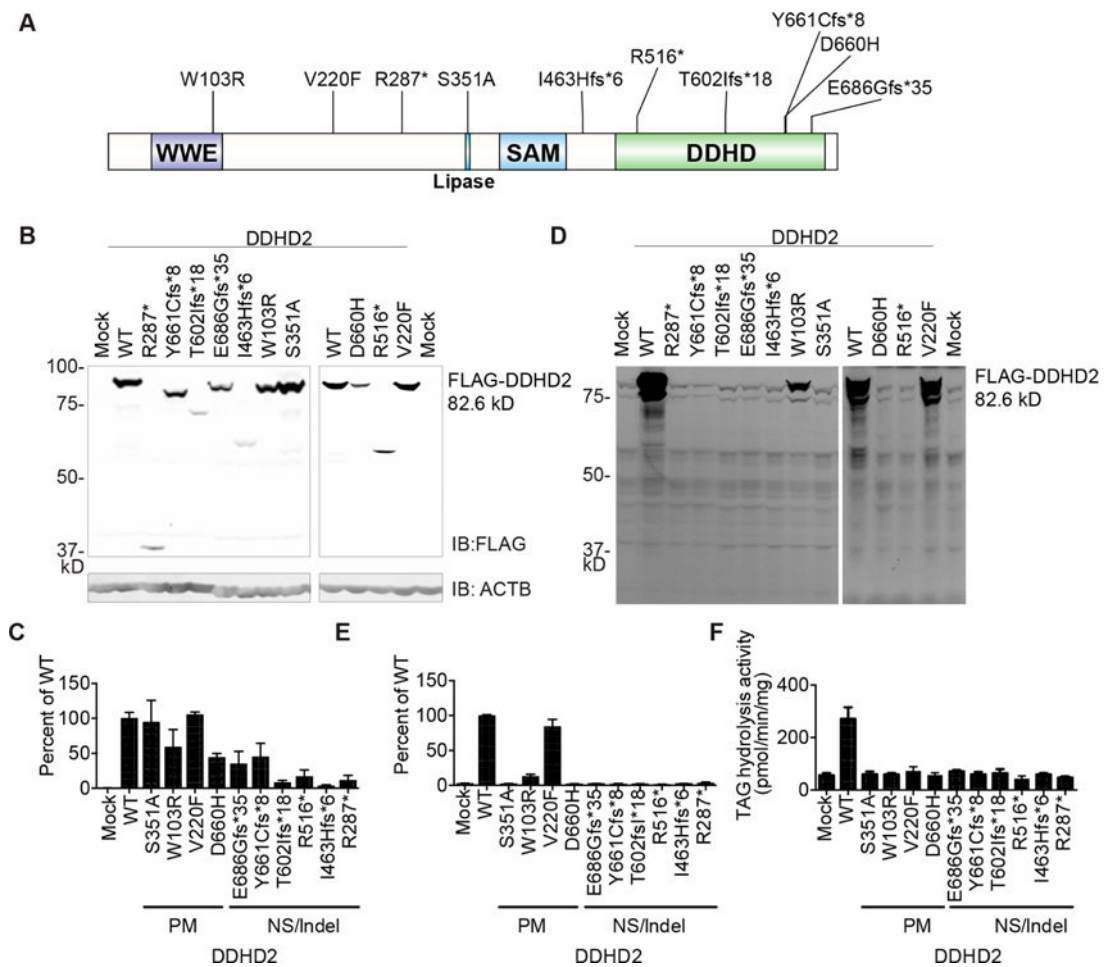 A
W103R
V220F
R287*
S351A
I463Hfs*6
R516*
T602Ifs*18
Y661Cfs*8
D660H
E686Gfs*35
WWE
Lipase
SAM
DDHD
B
DDHD2
Mock
WT
R287*
Y661Cfs*8
T602Ifs*18
E686Gfs*35
I463Hfs*6
W103R
S351A
WT
D660H
R516*
V220F
Mock
100-
75-
50-
37-
kD
FLAG-DDHD2
82.6 kD
IB:FLAG
IB: ACTB
D
DDHD2
Mock
WT
R287*
Y661Cfs*8
T602Ifs*18
E686Gfs*35
I463Hfs*6
W103R
S351A
WT
D660H
R516*
V220F
Mock
75-
50-
37-
kD
FLAG-DDHD2
82.6 kD
C
Percent of WT
150
100
50
0
Mock
WT
S351A
W103R
V220F
D660H
E686Gfs*35
Y661Cfs*8
T602Ifs*18
R516*
I463Hfs*6
R287*
PM
NS/Indel
DDHD2
E
Percent of WT
150
100
50
0
Mock
WT
S351A
W103R
V220F
D660H
E686Gfs*35
Y661Cfs*8
T602fsI*18
R516*
I463Hfs*6
R287*
PM
NS/Indel
DDHD2
F
TAG hydrolysis activity
(pmol/min/mg)
400
200
0
Mock
WT
S351A
W103R
V220F
D660H
E686Gfs*35
Y661Cfs*8
T602Ifs*18
R516*
I463Hfs*6
R287*
PM
NS/Indel
DDHD2